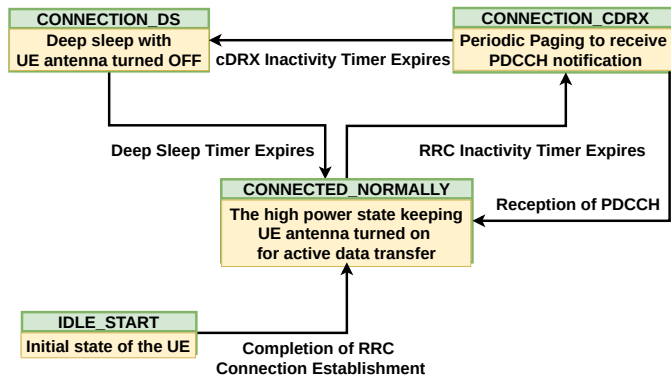 CONNECTION_DS
Deep sleep with
UE antenna turned OFF
CONNECTION_CDRX
Periodic Paging to receive
PDCCH notification
cDRX Inactivity Timer Expires
Deep Sleep Timer Expires
RRC Inactivity Timer Expires
CONNECTED_NORMALLY
The high power state keeping
UE antenna turned on
for active data transfer
Reception of PDCCH
IDLE_START
Initial state of the UE
Completion of RRC
Connection Establishment